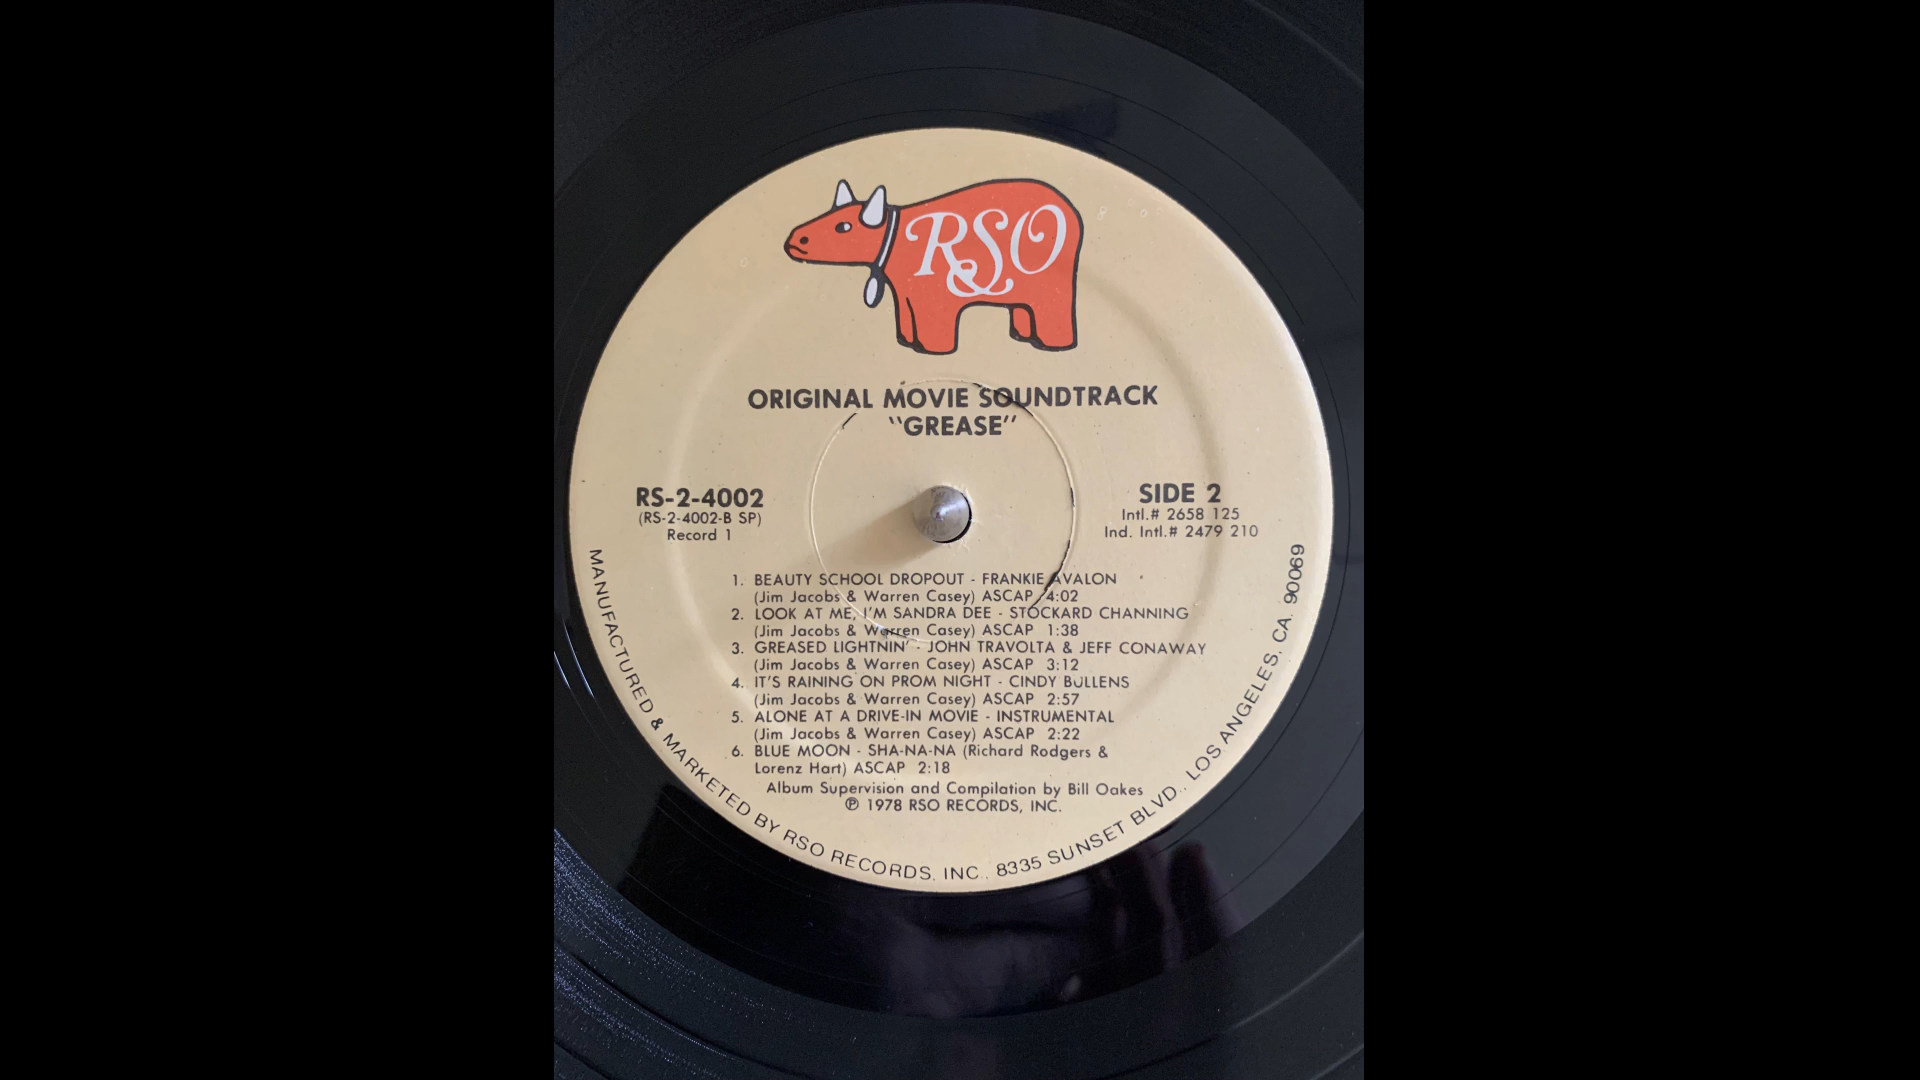 RSO
ORIGINAL MOVIE SOUNDTRACK
"GREASE"
RS-2-4002
(RS-2-4002-B SP)
Record 1
SIDE 2
Intl.# 2658 125
Ind. Intl.# 2479 210
1. BEAUTY SCHOOL DROPOUT - FRANKIE AVALON
(Jim Jacobs & Warren Casey) ASCAP 4:02
2. LOOK AT ME, I'M SANDRA DEE - STOCKARD CHANNING
(Jim Jacobs & Warren Casey) ASCAP 1:38
3. GREASED LIGHTNIN' - JOHN TRAVOLTA & JEFF CONAWAY
(Jim Jacobs & Warren Casey) ASCAP 3:12
4. IT'S RAINING ON PROM NIGHT - CINDY BULLENS
(Jim Jacobs & Warren Casey) ASCAP 2:57
5. ALONE AT A DRIVE-IN MOVIE - INSTRUMENTAL
(Jim Jacobs & Warren Casey) ASCAP 2:22
6. BLUE MOON - SHA-NA-NA (Richard Rodgers &
Lorenz Hart) ASCAP 2:18
Album Supervision and Compilation by Bill Oakes
℗ 1978 RSO RECORDS, INC.
MANUFACTURED & MARKETED BY RSO RECORDS, INC., 8335 SUNSET BLVD., LOS ANGELES, CA. 90069